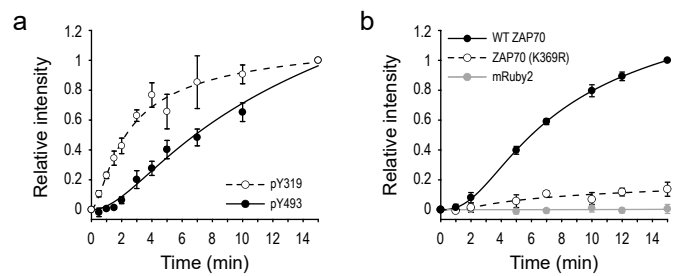 a
1.2
1
0.8
0.6
0.4
0.2
0
0 2 4 6 8 10 12 14
Relative intensity
Time (min)
pY319
pY493
b
1.2
1
0.8
0.6
0.4
0.2
0
0 2 4 6 8 10 12 14
Relative intensity
Time (min)
WT ZAP70
ZAP70 (K369R)
mRuby2